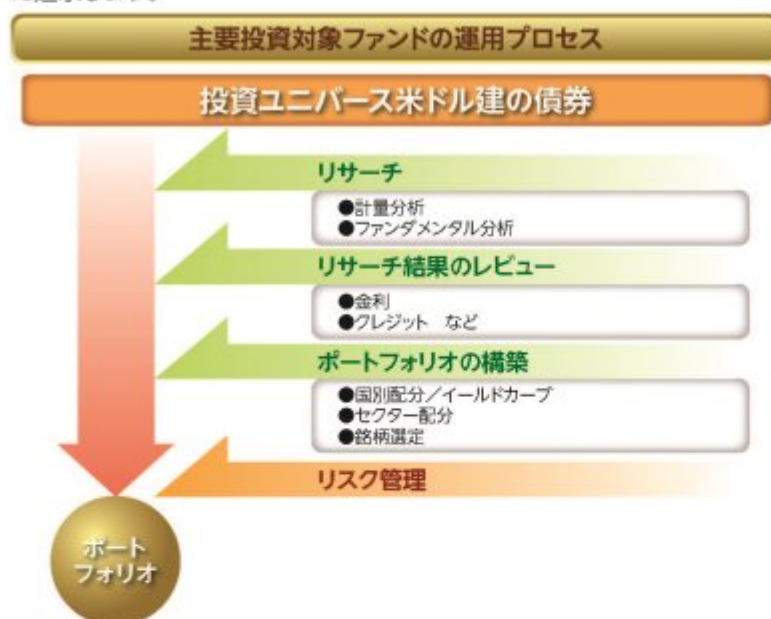 主要投資対象ファンドの運用プロセス
投資ユニバース米ドル建の債券
リサーチ
●計量分析
●ファンダメンタル分析
リサーチ結果のレビュー
●金利
●クレジット など
ポートフォリオの構築
●国別配分／イールドカーブ
●セクター配分
●銘柄選定
リスク管理
ポート
フォリオ